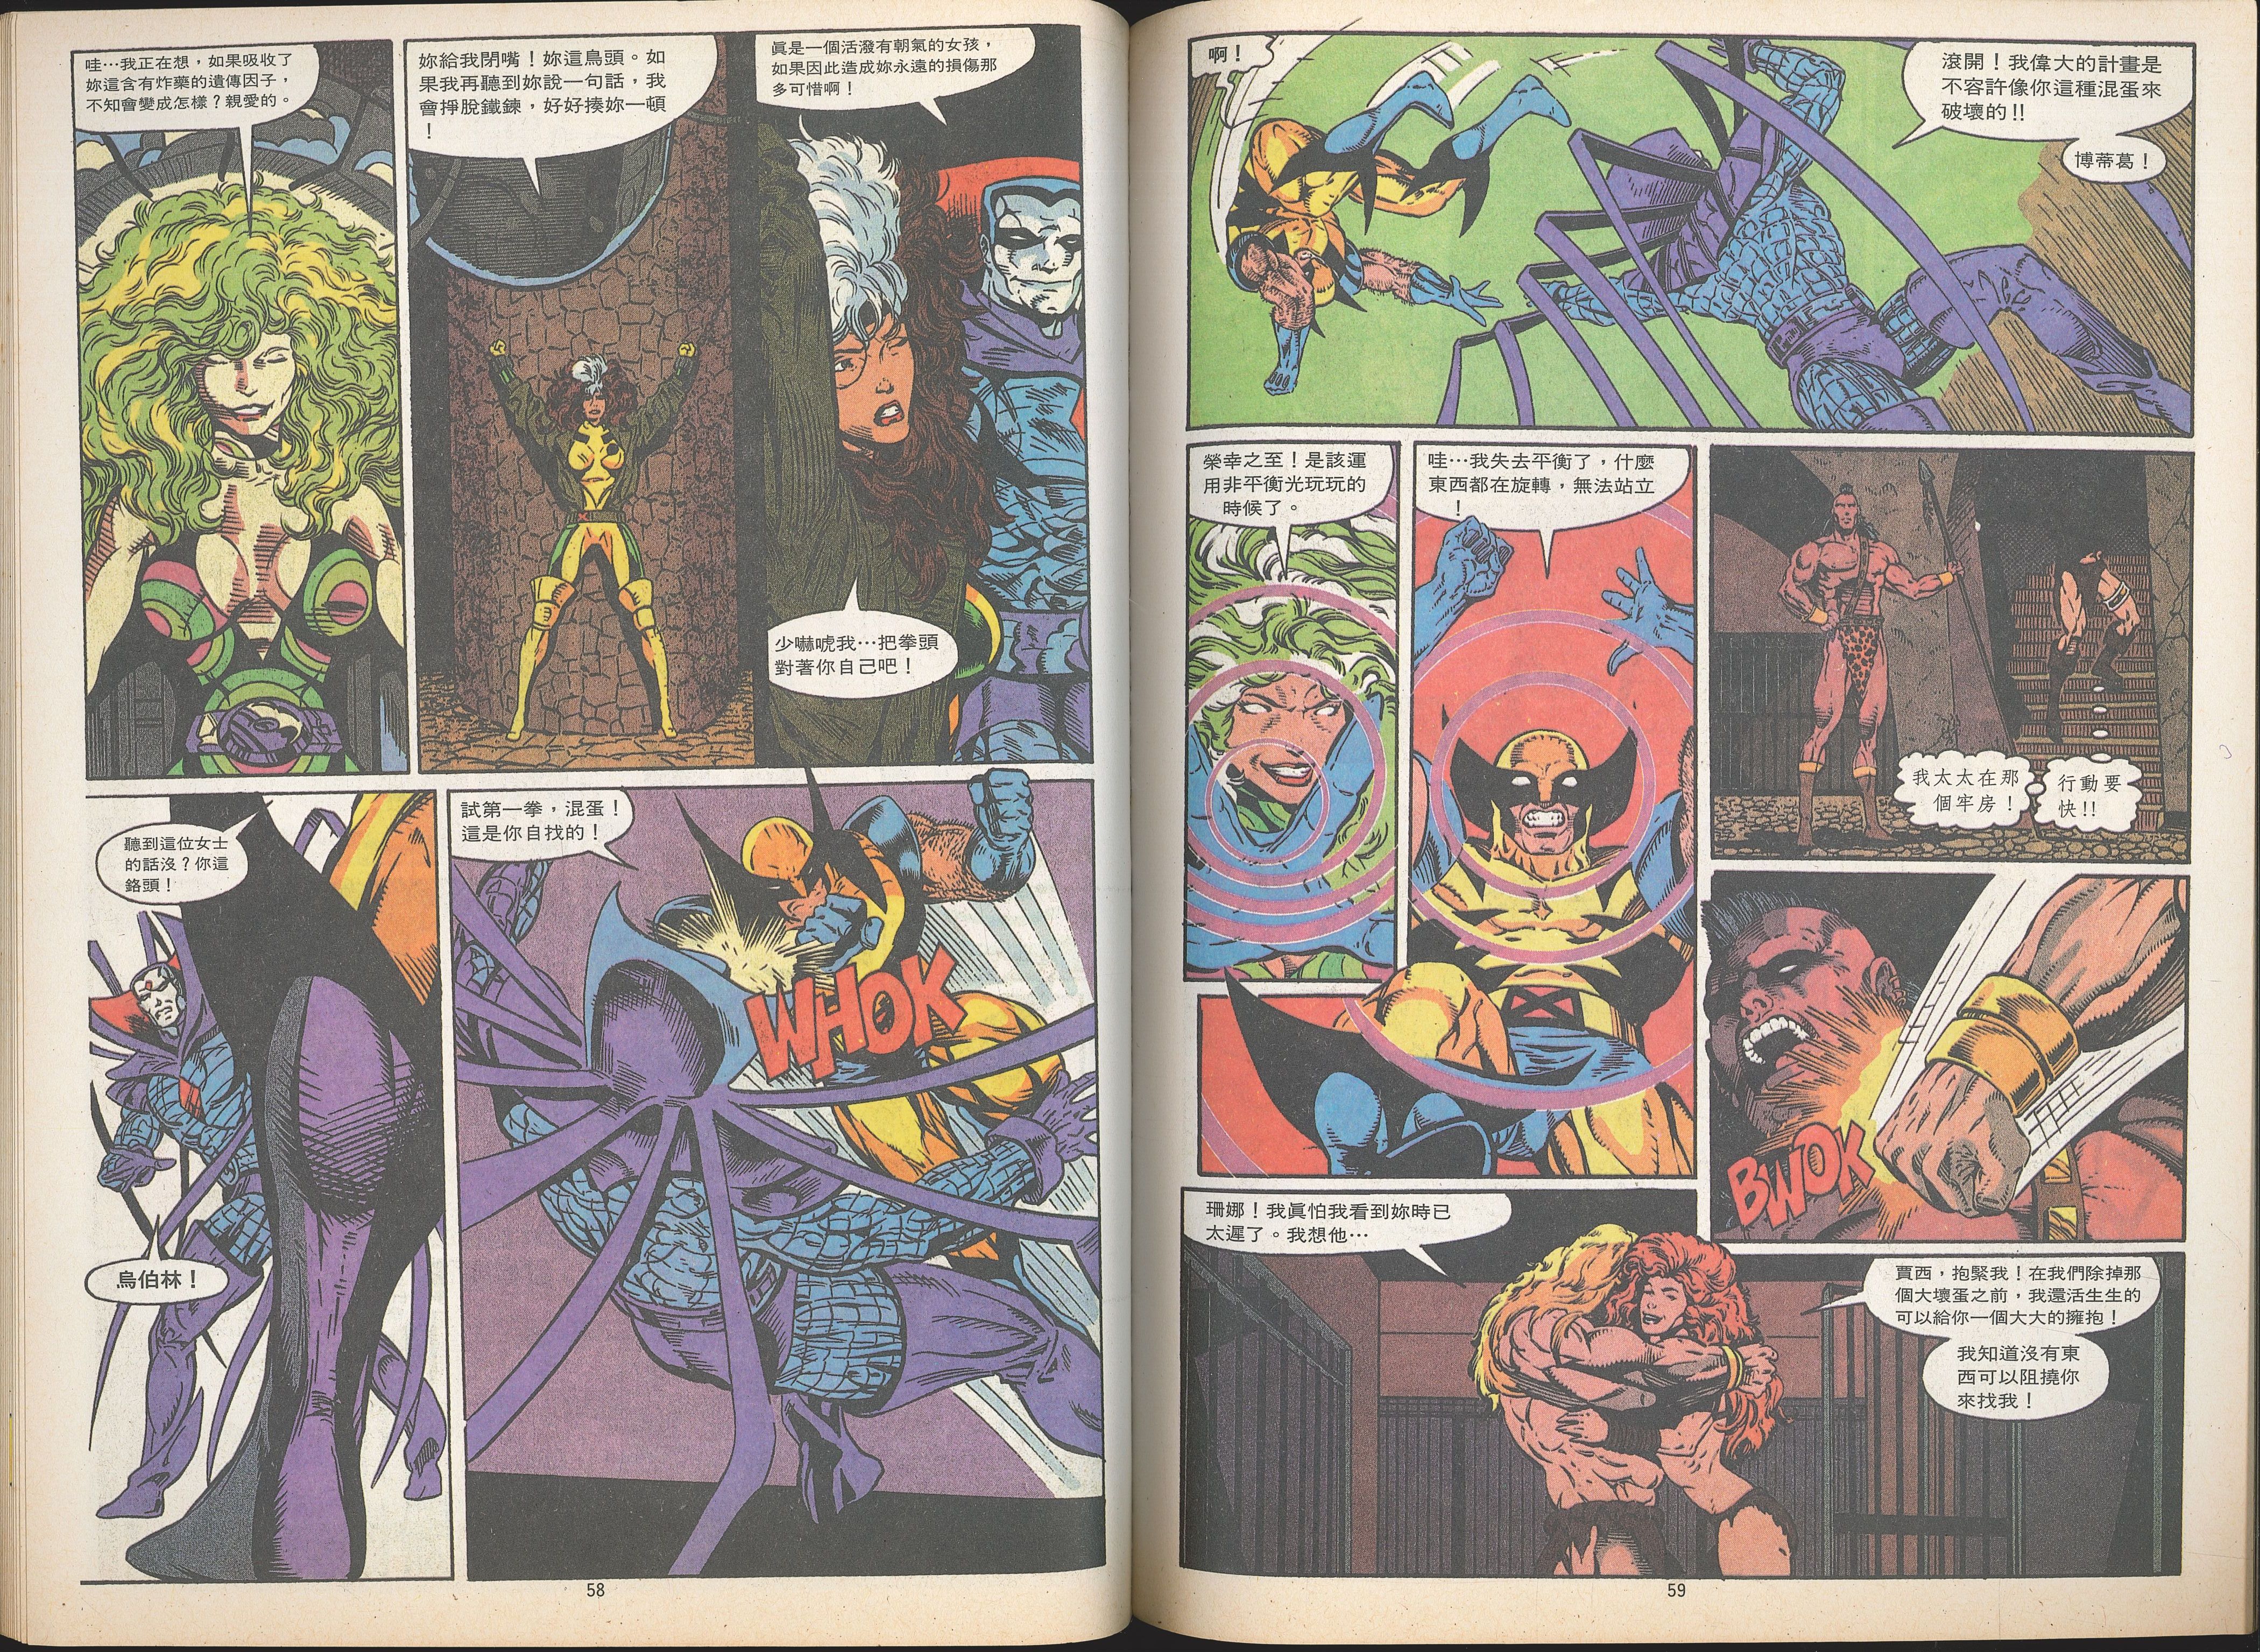 哇⋯我正在想，如果吸收了
妳這含有炸藥的遺傳因子，
不知會變成怎樣？親愛的。
妳給我閉嘴！妳這鳥頭。如
果我再聽到妳說一句話，我
會掙脫鐵鍊，好好揍妳一頓
！
眞是一個活潑有朝氣的女孩，
如果因此造成妳永遠的損傷那
多可惜啊！
少嚇唬我⋯把拳頭
對著你自己吧！
聽到這位女士
的話沒？你這
鉻頭！
烏伯林！
試第一拳，混蛋！
這是你自找的！
WHOK
58
啊！
滾開！我偉大的計畫是
不容許像你這種混蛋來
破壞的!!
博蒂葛！
榮幸之至！是該運
用非平衡光玩玩的
時候了。
哇⋯我失去平衡了，什麼
東西都在旋轉，無法站立
！
我太太在那
個牢房！
行動要
快!!
BWOK
珊娜！我眞怕我看到妳時已
太遲了。我想他⋯
賈西，抱緊我！在我們除掉那
個大壞蛋之前，我還活生生的
可以給你一個大大的擁抱！
我知道沒有東
西可以阻撓你
來找我！
59